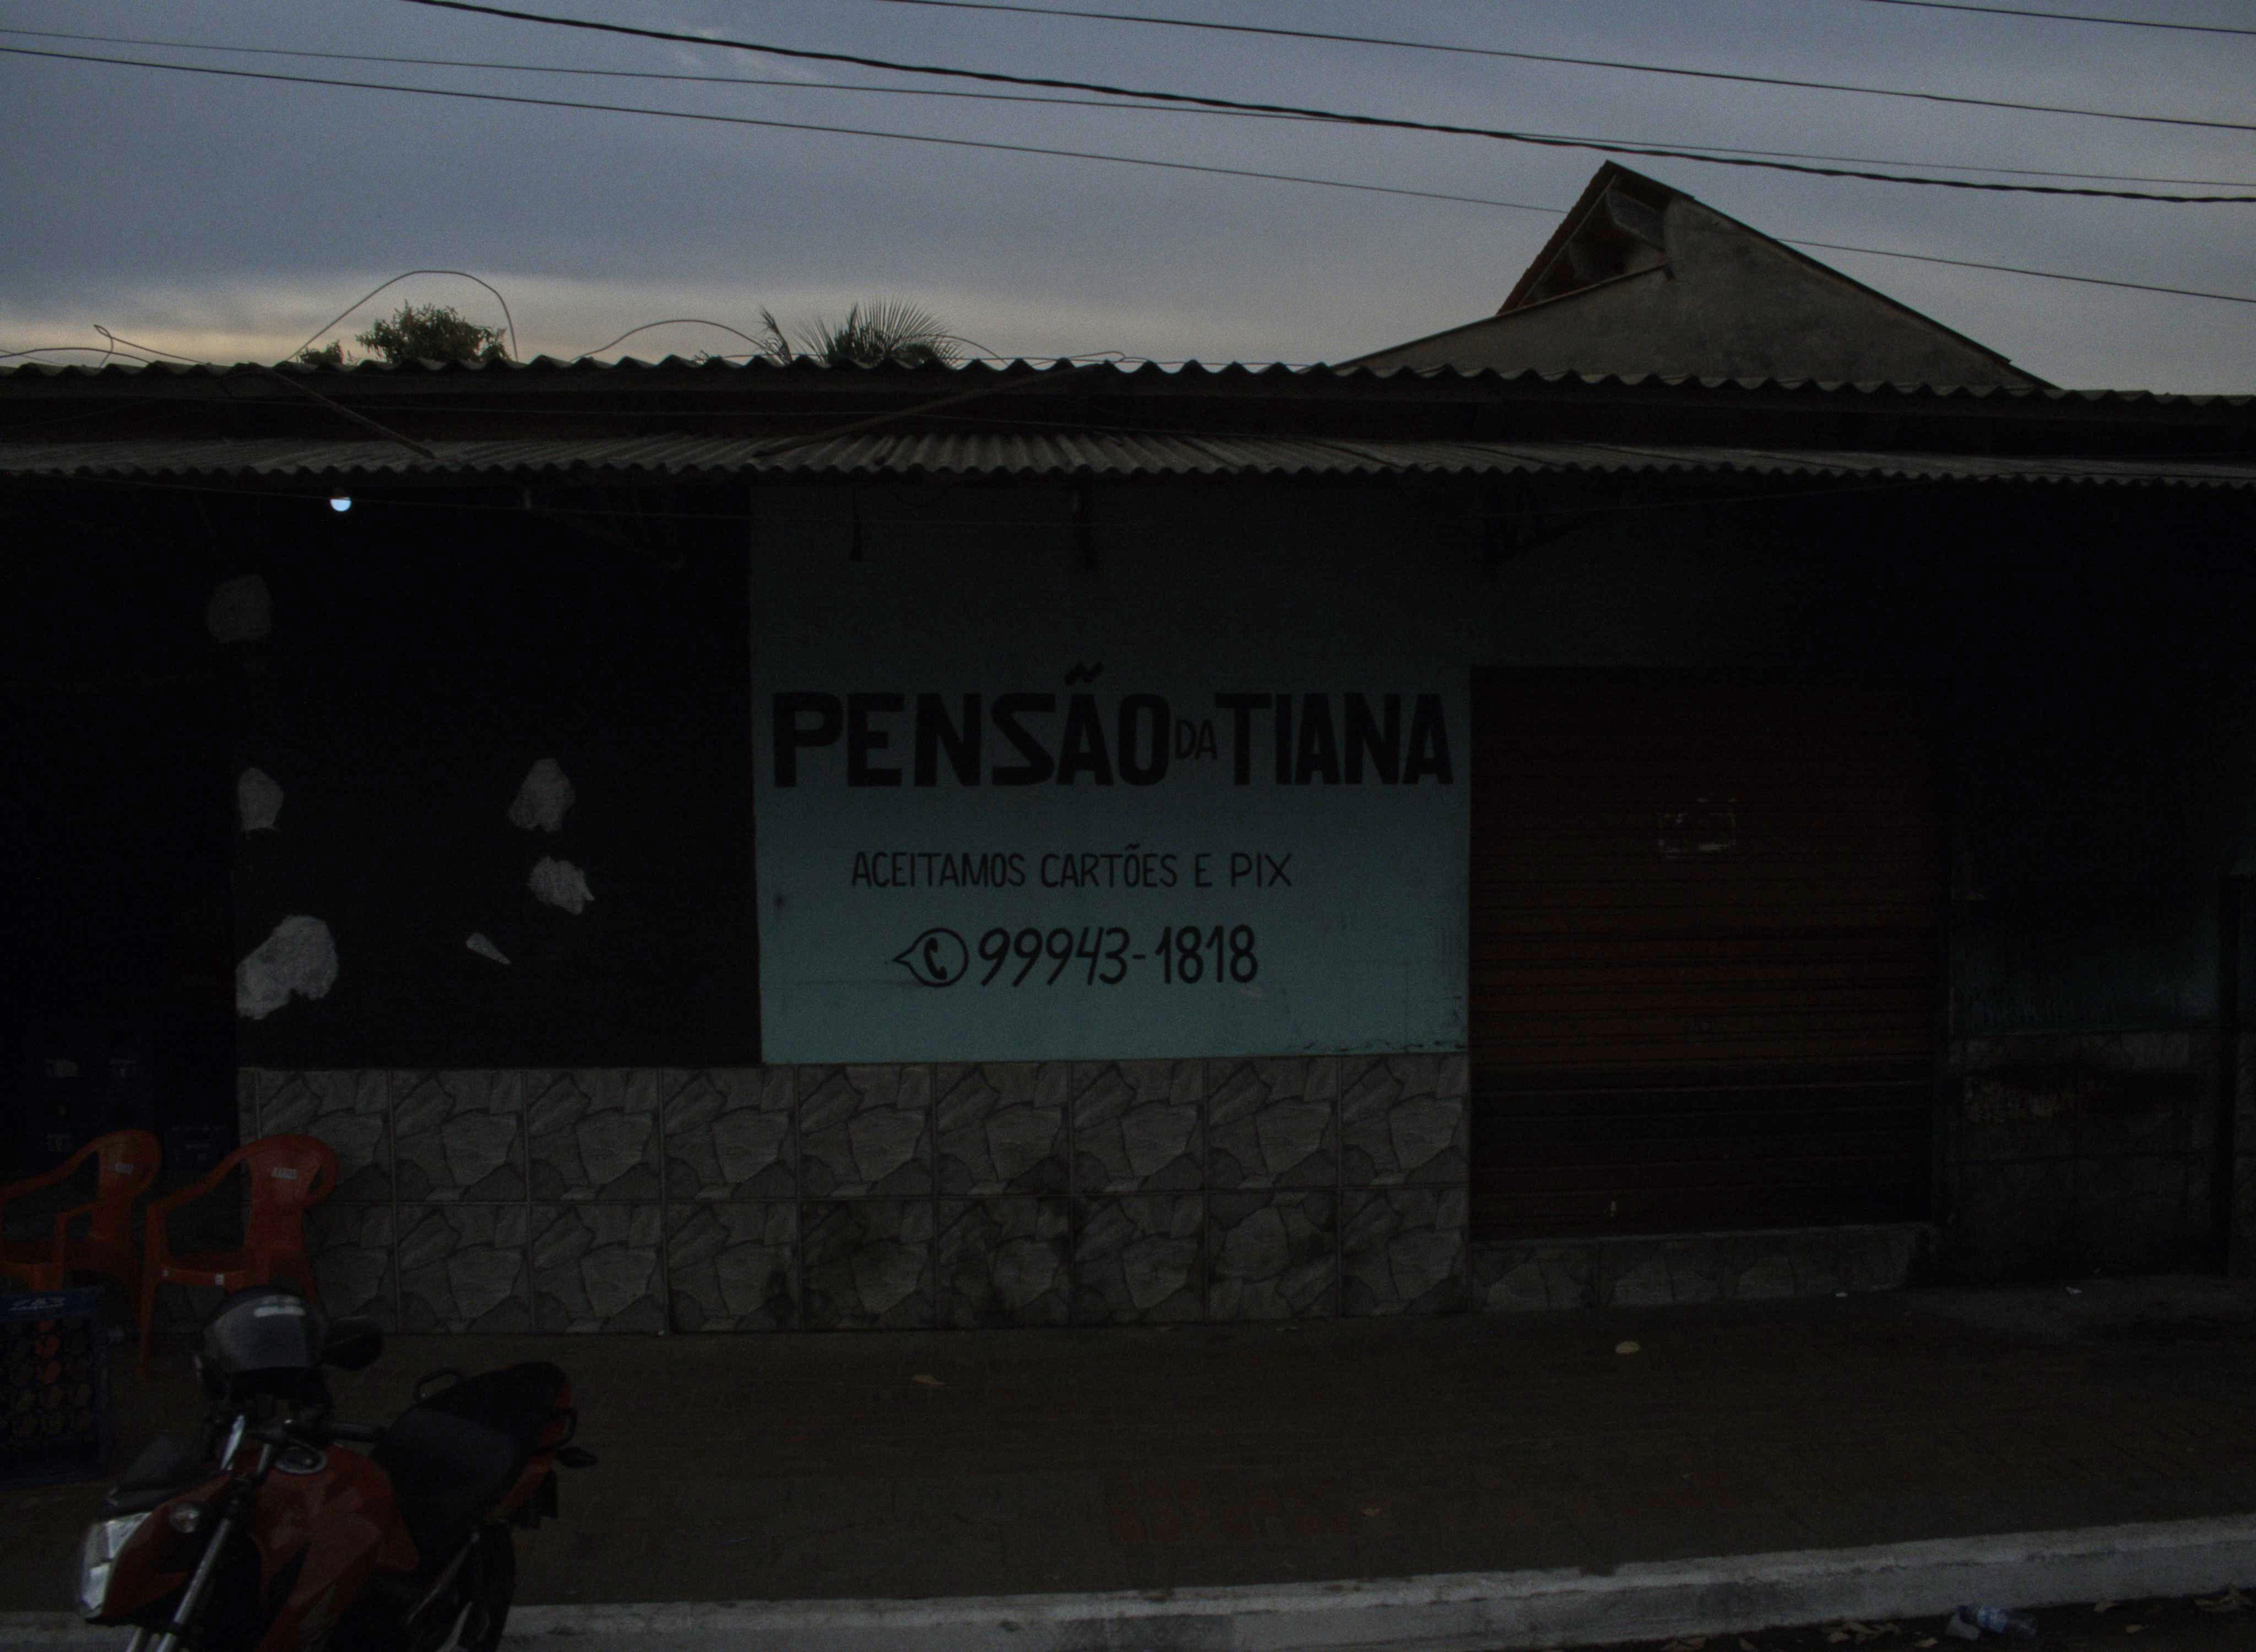 PENSÃO DA TIANA
ACEITAMOS CARTÕES E PIX
99943-1818